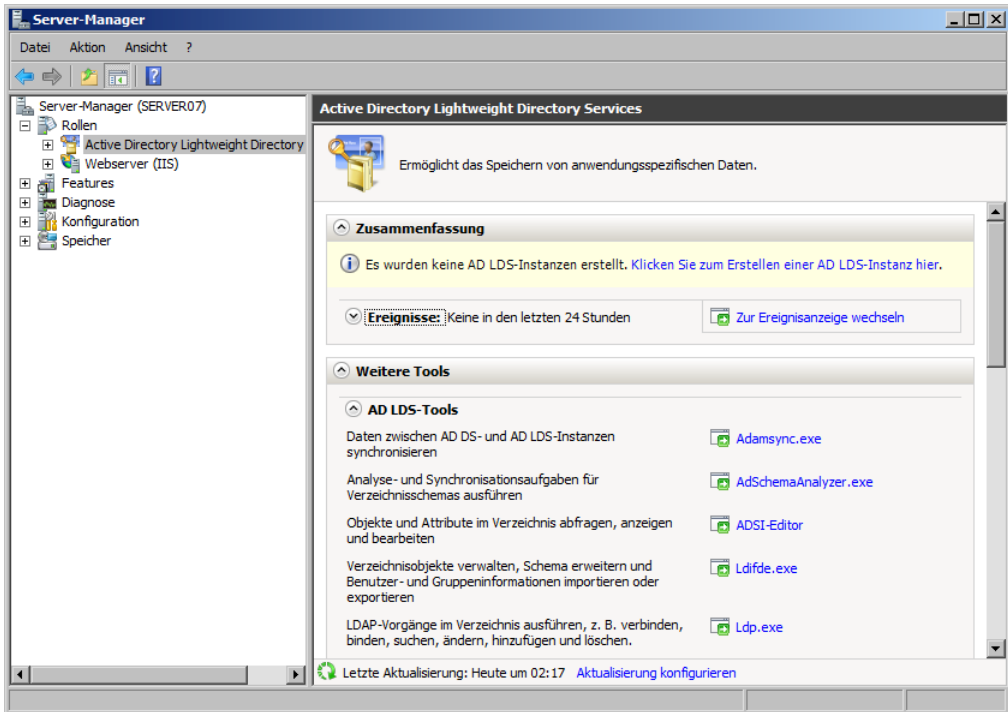 Server-Manager
Datei Aktion Ansicht ?
Server-Manager (SERVER07)
Rollen
Active Directory Lightweight Directory
Webserver (IIS)
Features
Diagnose
Konfiguration
Speicher
Active Directory Lightweight Directory Services
Ermöglicht das Speichern von anwendungsspezifischen Daten.
Zusammenfassung
Es wurden keine AD LDS-Instanzen erstellt. Klicken Sie zum Erstellen einer AD LDS-Instanz hier.
Ereignisse: Keine in den letzten 24 Stunden
Zur Ereignisanzeige wechseln
Weitere Tools
AD LDS-Tools
Daten zwischen AD DS- und AD LDS-Instanzen
synchronisieren
Adamsync.exe
Analyse- und Synchronisationsaufgaben für
Verzeichnisschemas ausführen
AdSchemaAnalyzer.exe
Objekte und Attribute im Verzeichnis abfragen, anzeigen
und bearbeiten
ADSI-Editor
Verzeichnisobjekte verwalten, Schema erweitern und
Benutzer- und Gruppeninformationen importieren oder
exportieren
Ldifde.exe
LDAP-Vorgänge im Verzeichnis ausführen, z. B. verbinden,
binden, suchen, ändern, hinzufügen und löschen.
Ldp.exe
Letzte Aktualisierung: Heute um 02:17 Aktualisierung konfigurieren